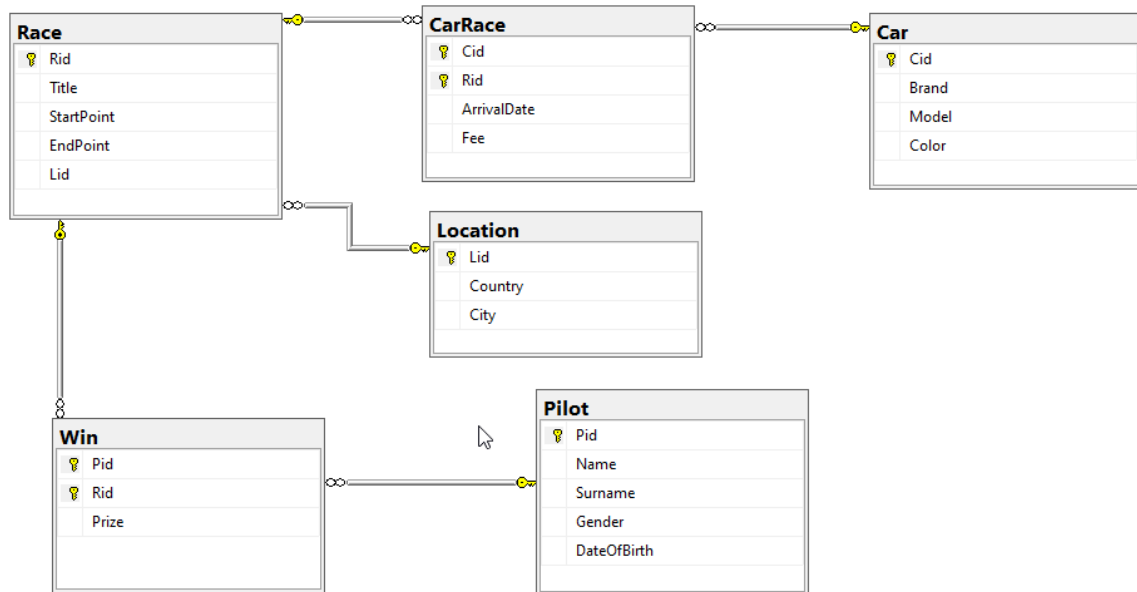 Race
Rid
Title
StartPoint
EndPoint
Lid
CarRace
Cid
Rid
ArrivalDate
Fee
Car
Cid
Brand
Model
Color
Location
Lid
Country
City
Win
Pid
Rid
Prize
Pilot
Pid
Name
Surname
Gender
DateOfBirth